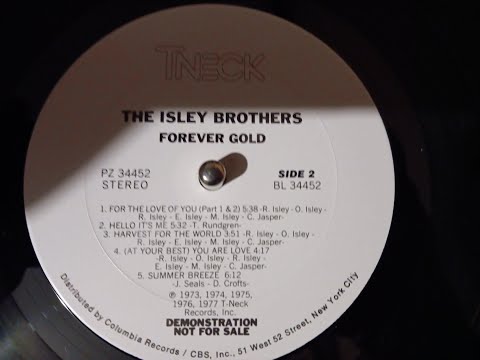 T-NECK
THE ISLEY BROTHERS
FOREVER GOLD
PZ 34452
STEREO
SIDE 2
BL 34452
1. FOR THE LOVE OF YOU (Part 1 & 2) 5:38 -R. Isley - O. Isley -
R. Isley - E. Isley - M. Isley - C. Jasper-
2. HELLO IT'S ME 5:32 -T. Rundgren-
3. HARVEST FOR THE WORLD 3:51 -R. Isley - O. Isley -
R. Isley - E. Isley - M. Isley - C. Jasper-
4. (AT YOUR BEST) YOU ARE LOVE 4:17
-R. Isley - O. Isley - R. Isley -
E. Isley - M. Isley - C. Jasper-
5. SUMMER BREEZE 6:12
-J. Seals - D. Crofts-
℗ 1973, 1974, 1975,
1976, 1977 T-Neck
Records, Inc.
DEMONSTRATION
NOT FOR SALE
Distributed by Columbia Records / CBS, Inc., 51 West 52 Street, New York City